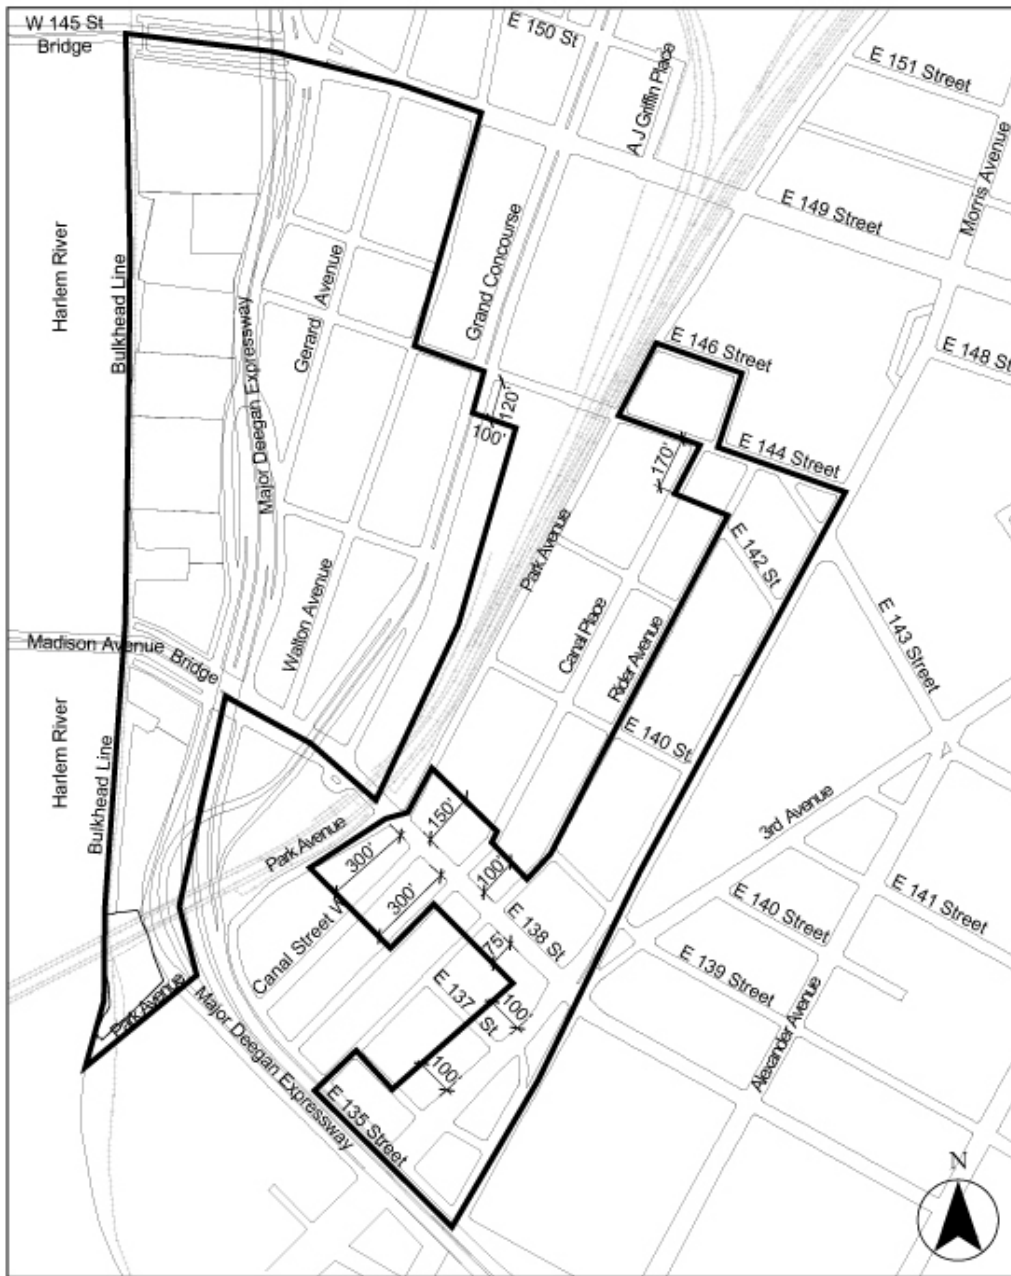 W 145 St
Bridge
E 150 St
A J Griffin Place
E 151 Street
Morris Avenue
E 149 Street
Harlem River
Bulkhead Line
Major Deegan Expressway
Gerard Avenue
Grand Concourse
E 146 Street
E 148 St
120'
100'
E 144 Street
170'
Park Avenue
E 142 St
Walton Avenue
Canal Place
Rider Avenue
E 143 Street
Madison Avenue Bridge
Harlem River
Bulkhead Line
E 140 St
3rd Avenue
150'
Park Avenue
300'
100'
300'
E 141 Street
E 140 Street
Canal Street W
E 138 St
75'
E 139 Street
E 137 St
100'
Park Avenue
Major Deegan Expressway
Alexander Avenue
100'
E 135 Street
N